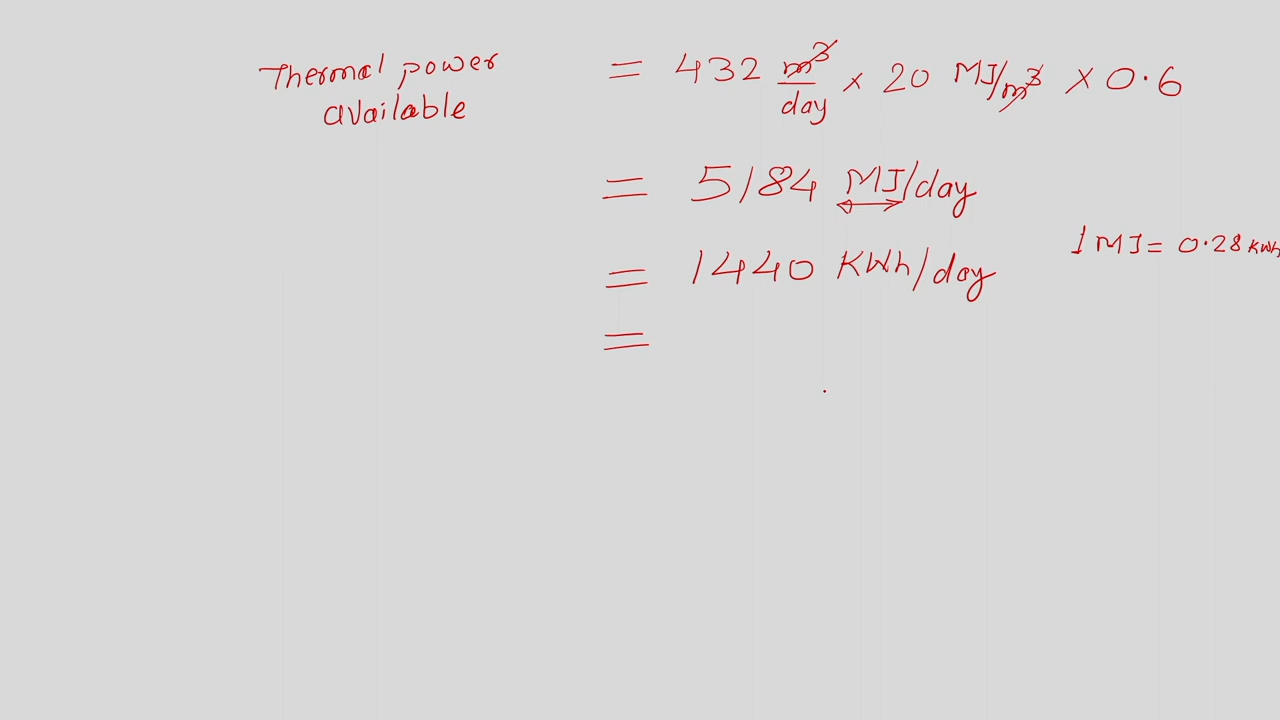 Thermal power available = 432 m³/day × 20 MJ/m³ × 0.6
= 5184 MJ/day
1 MJ = 0.28 KWh
= 1440 KWh/day
=